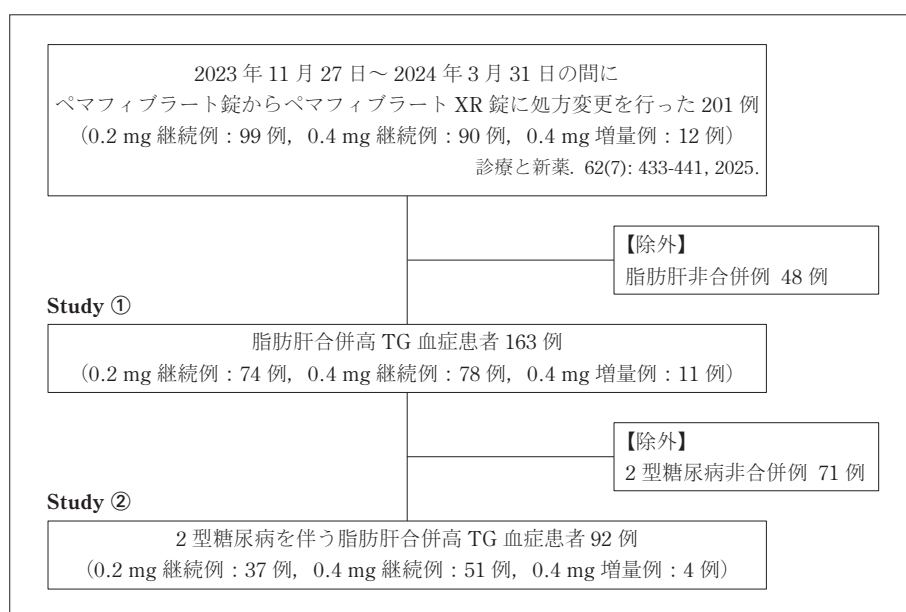 2023 年 11 月 27 日～ 2024 年 3 月 31 日の間に
ペマフィブラート錠からペマフィブラート XR 錠に処方変更を行った 201 例
（0.2 mg 継続例：99 例，0.4 mg 継続例：90 例，0.4 mg 増量例：12 例）
診療と新薬. 62(7): 433-441, 2025.
【除外】
脂肪肝非合併例 48 例
Study ①
脂肪肝合併高 TG 血症患者 163 例
（0.2 mg 継続例：74 例，0.4 mg 継続例：78 例，0.4 mg 増量例：11 例）
【除外】
2 型糖尿病非合併例 71 例
Study ②
2 型糖尿病を伴う脂肪肝合併高 TG 血症患者 92 例
（0.2 mg 継続例：37 例，0.4 mg 継続例：51 例，0.4 mg 増量例：4 例）